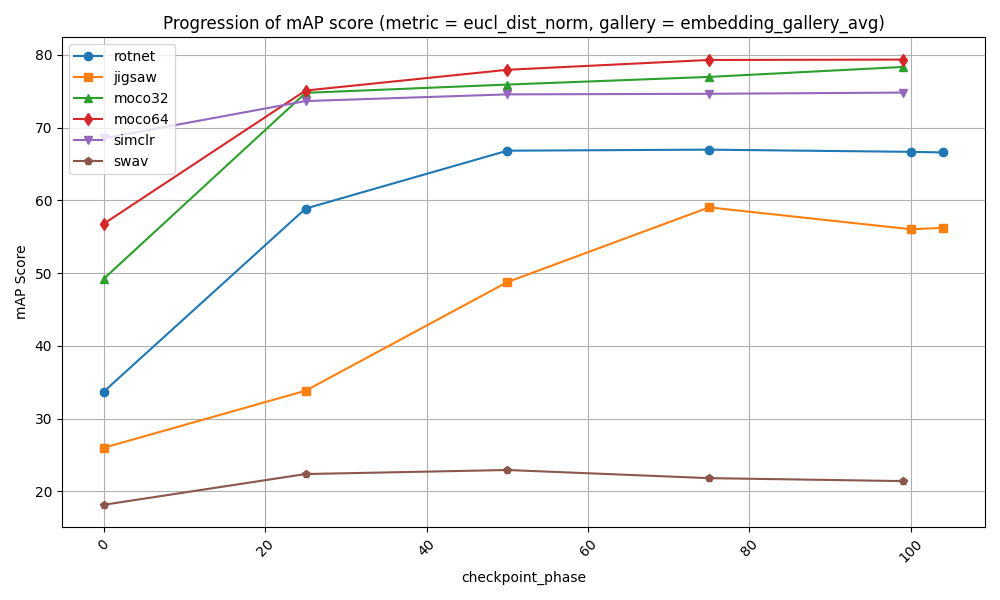 Progression of mAP score (metric = eucl_dist_norm, gallery = embedding_gallery_avg)
rotnet
jigsaw
moco32
moco64
simclr
swav
mAP Score
80
70
60
50
40
30
20
0
20
40
60
80
100
checkpoint_phase